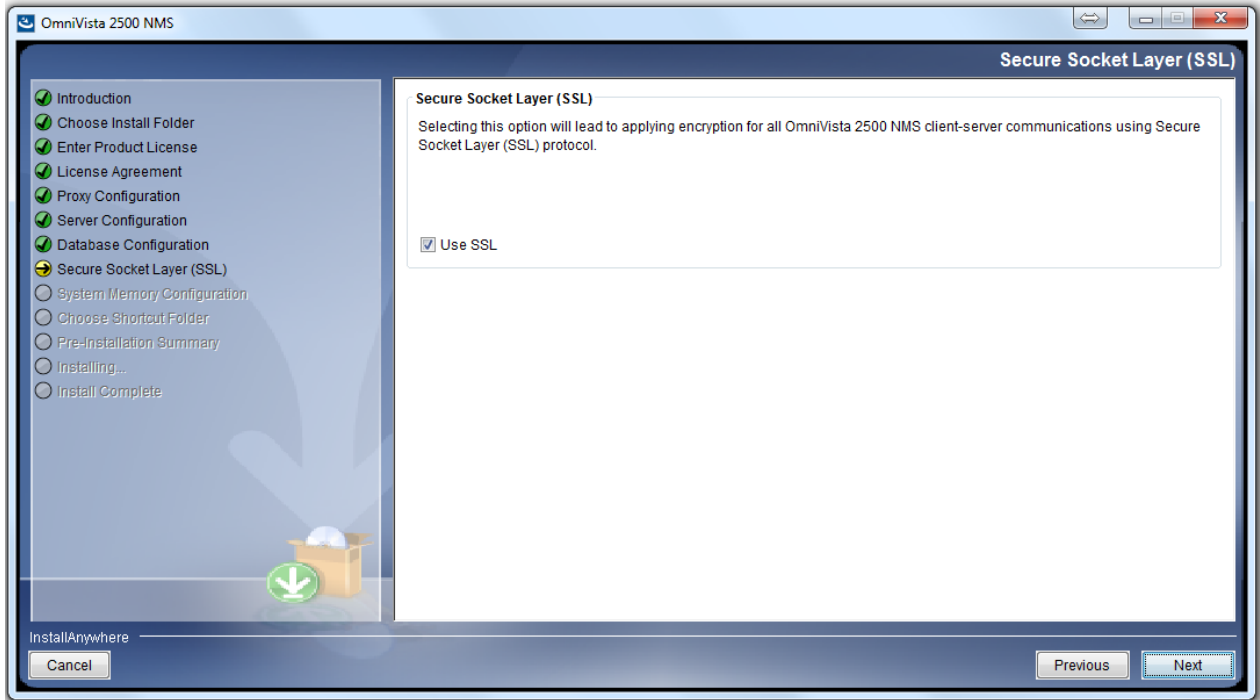 OmniVista 2500 NMS
Secure Socket Layer (SSL)
Introduction
Choose Install Folder
Enter Product License
License Agreement
Proxy Configuration
Server Configuration
Database Configuration
Secure Socket Layer (SSL)
System Memory Configuration
Choose Shortcut Folder
Pre-Installation Summary
Installing...
Install Complete
Secure Socket Layer (SSL)
Selecting this option will lead to applying encryption for all OmniVista 2500 NMS client-server communications using Secure
Socket Layer (SSL) protocol.
Use SSL
InstallAnywhere
Cancel
Previous
Next